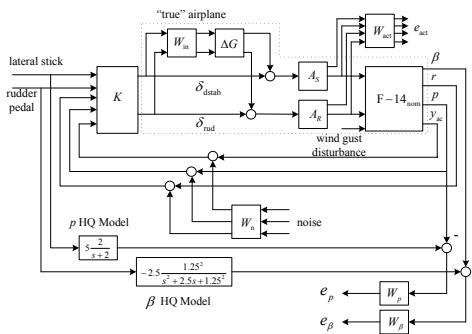 “true” airplane
W_in
ΔG
W_act
e_act
β
lateral stick
rudder
pedal
K
δ_dstab
A_S
F−14_nom
r
p
y_ac
δ_rud
A_R
wind gust
disturbance
W_n
noise
p HQ Model
5 2/(s+2)
-
−2.5 1.25²/(s²+2.5s+1.25²)
β HQ Model
e_p
W_p
e_β
W_β